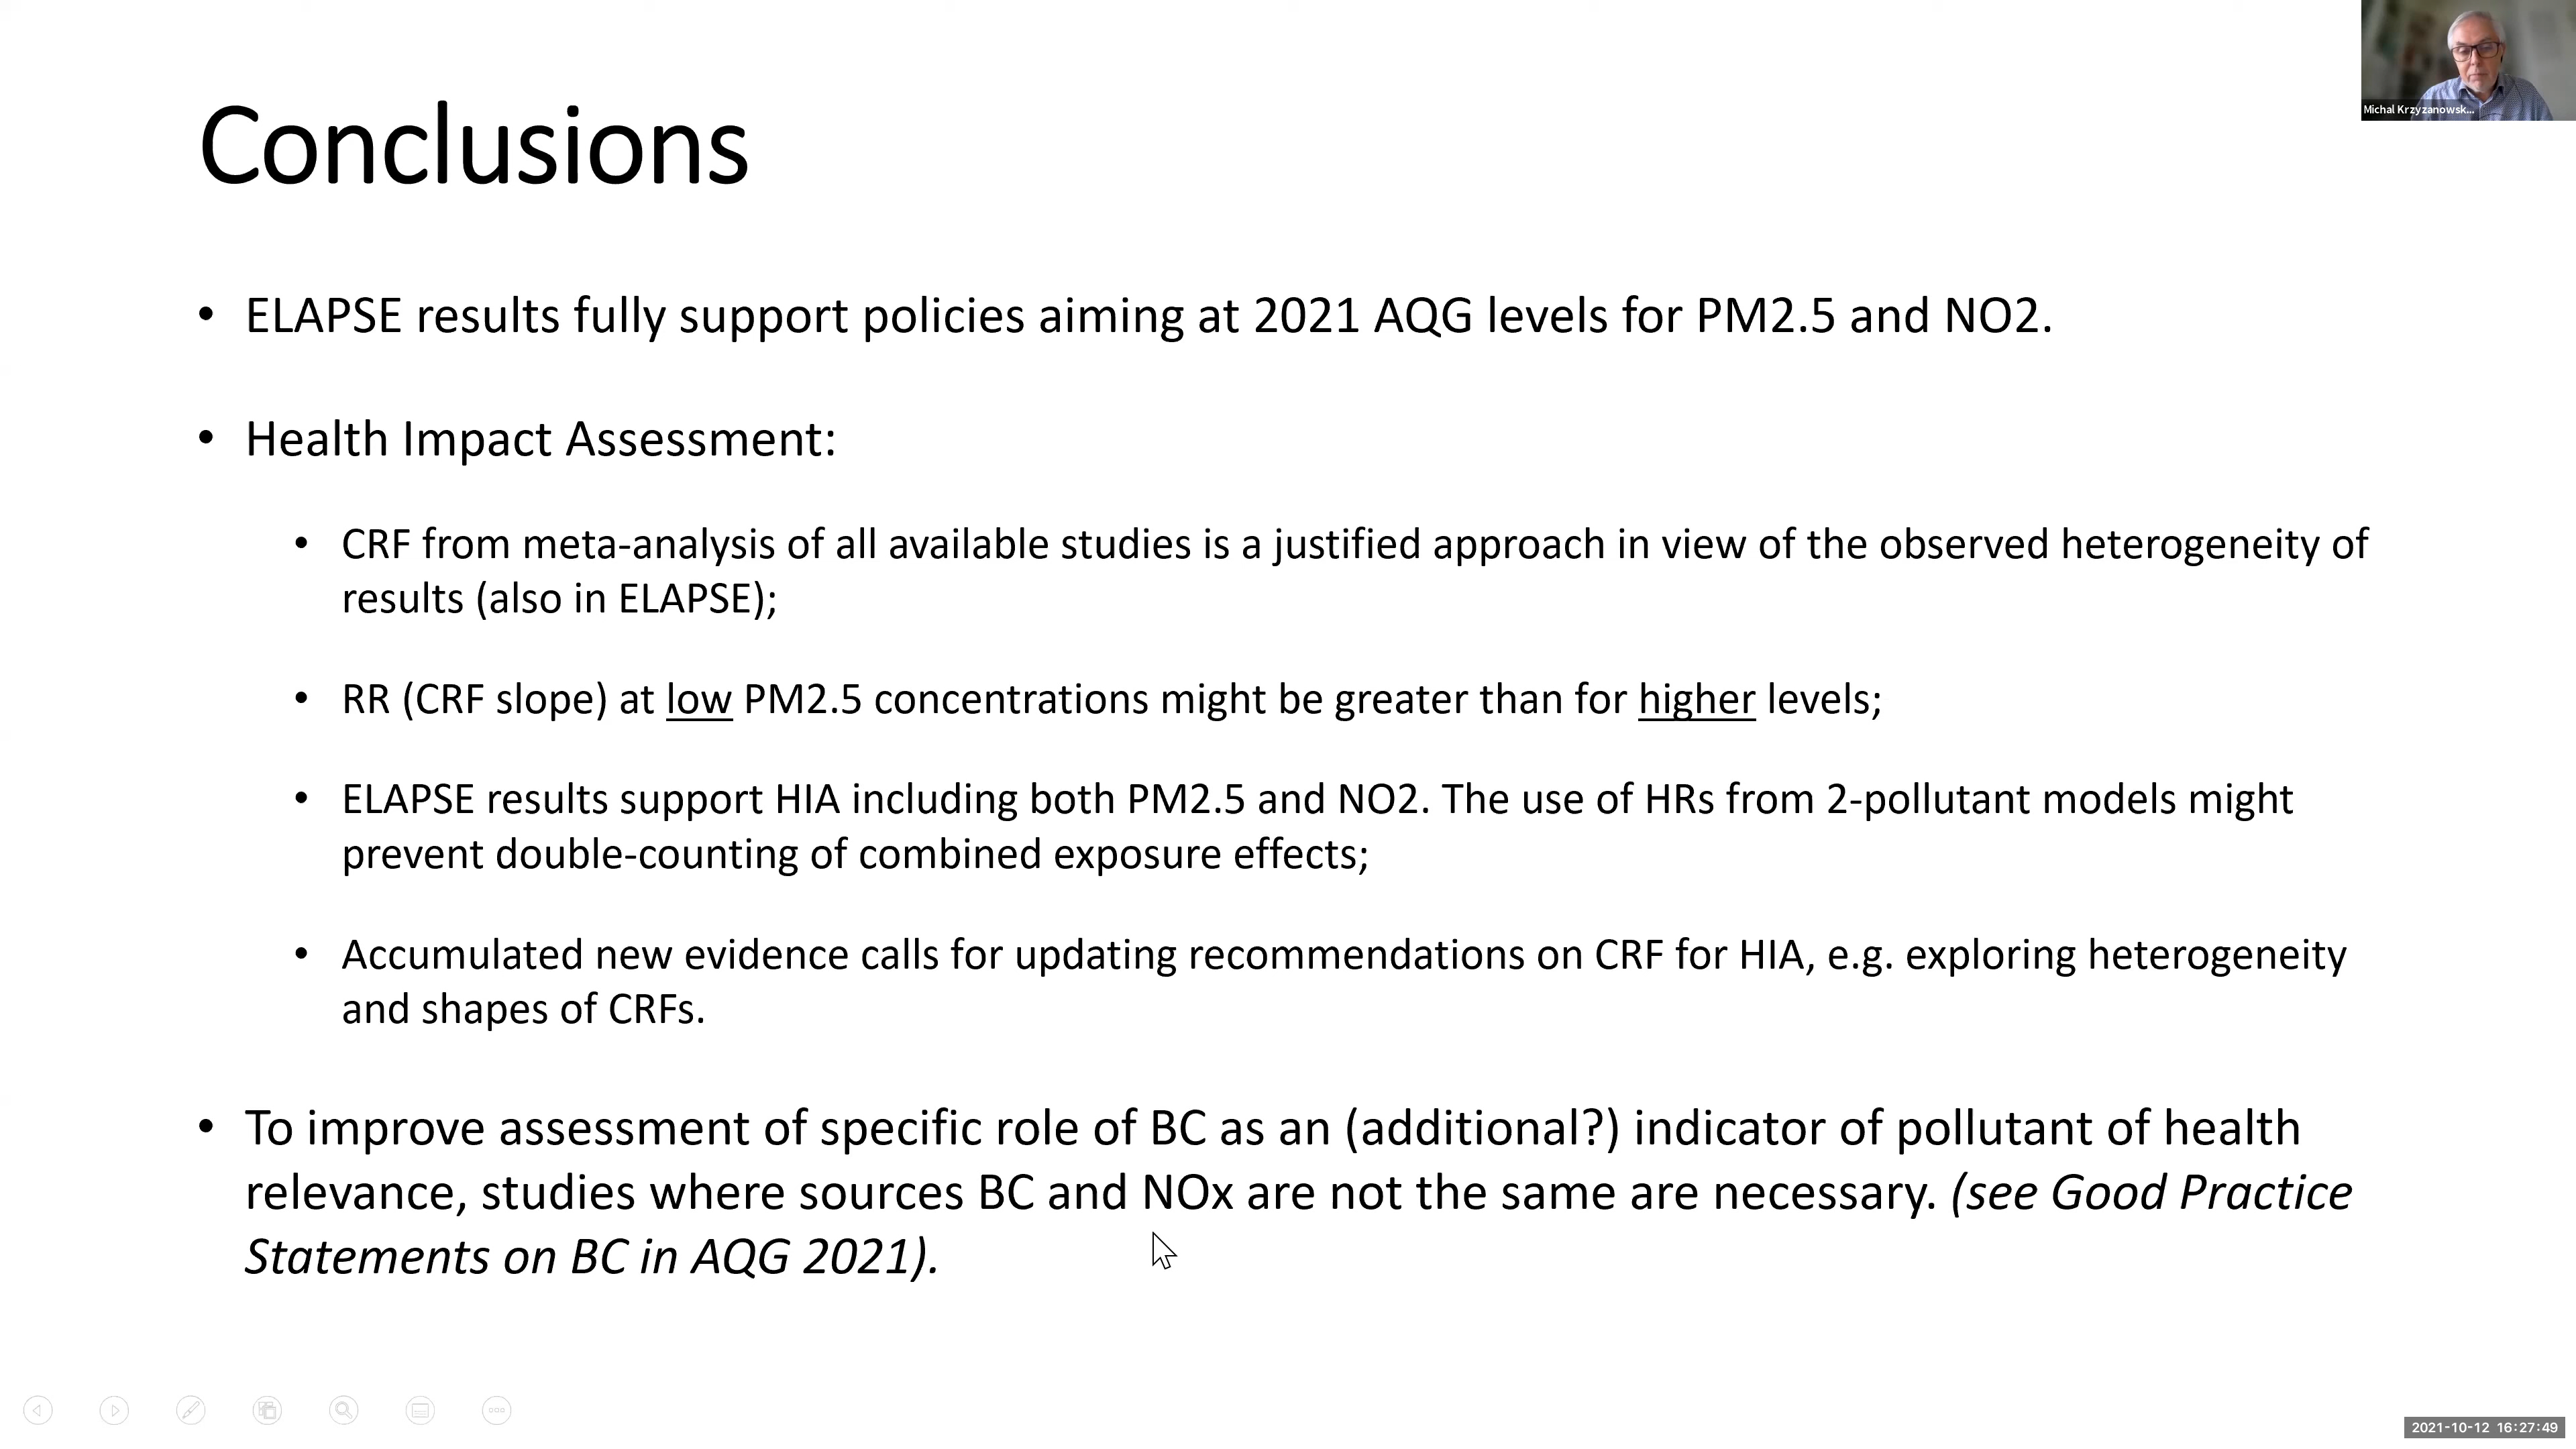 Michal Krzyzanowsk...
Conclusions
• ELAPSE results fully support policies aiming at 2021 AQG levels for PM2.5 and NO2.
• Health Impact Assessment:
• CRF from meta-analysis of all available studies is a justified approach in view of the observed heterogeneity of
results (also in ELAPSE);
• RR (CRF slope) at low PM2.5 concentrations might be greater than for higher levels;
• ELAPSE results support HIA including both PM2.5 and NO2. The use of HRs from 2-pollutant models might
prevent double-counting of combined exposure effects;
• Accumulated new evidence calls for updating recommendations on CRF for HIA, e.g. exploring heterogeneity
and shapes of CRFs.
• To improve assessment of specific role of BC as an (additional?) indicator of pollutant of health
relevance, studies where sources BC and NOx are not the same are necessary. (see Good Practice
Statements on BC in AQG 2021).
2021-10-12 16:27:49